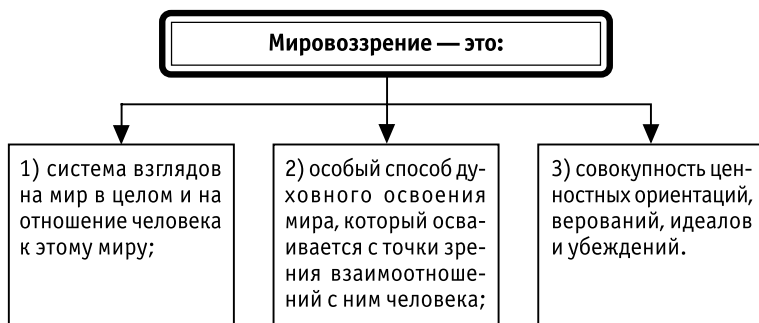 Мировоззрение — это:
1) система взглядов
на мир в целом и на
отношение человека
к этому миру;
2) особый способ ду-
ховного освоения
мира, который осва-
ивается с точки зре-
ния взаимоотноше-
ний с ним человека;
3) совокупность цен-
ностных ориентаций,
верований, идеалов
и убеждений.